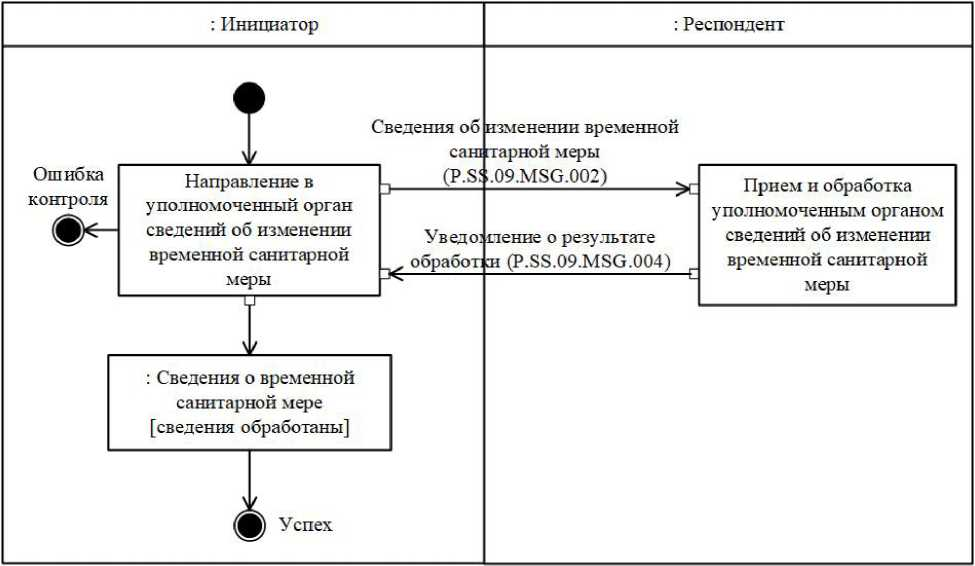 : Инициатор
: Респондент
Сведения об изменении временной
санитарной меры
(P.SS.09.MSG.002)
Ошибка
контроля
Направление в
уполномоченный орган
сведений об изменении
временной санитарной
меры
Прием и обработка
уполномоченным органом
сведений об изменении
временной санитарной
меры
Уведомление о результате
обработки (P.SS.09.MSG.004)
: Сведения о временной
санитарной мере
[сведения обработаны]
Успех